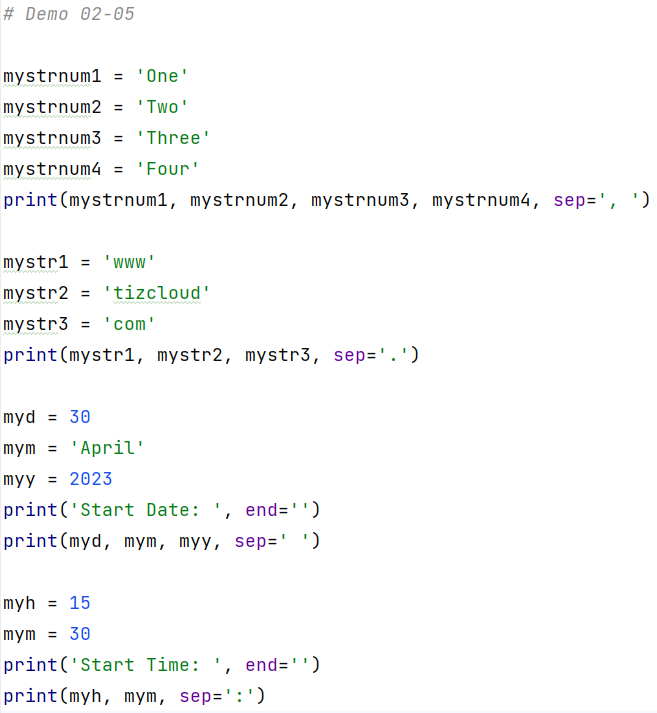 # Demo 02-05
mystrnum1 = 'One'
mystrnum2 = 'Two'
mystrnum3 = 'Three'
mystrnum4 = 'Four'
print(mystrnum1, mystrnum2, mystrnum3, mystrnum4, sep=', ')
mystr1 = 'www'
mystr2 = 'tizcloud'
mystr3 = 'com'
print(mystr1, mystr2, mystr3, sep='.')
myd = 30
mym = 'April'
myy = 2023
print('Start Date: ', end='')
print(myd, mym, myy, sep=' ')
myh = 15
mym = 30
print('Start Time: ', end='')
print(myh, mym, sep=':')